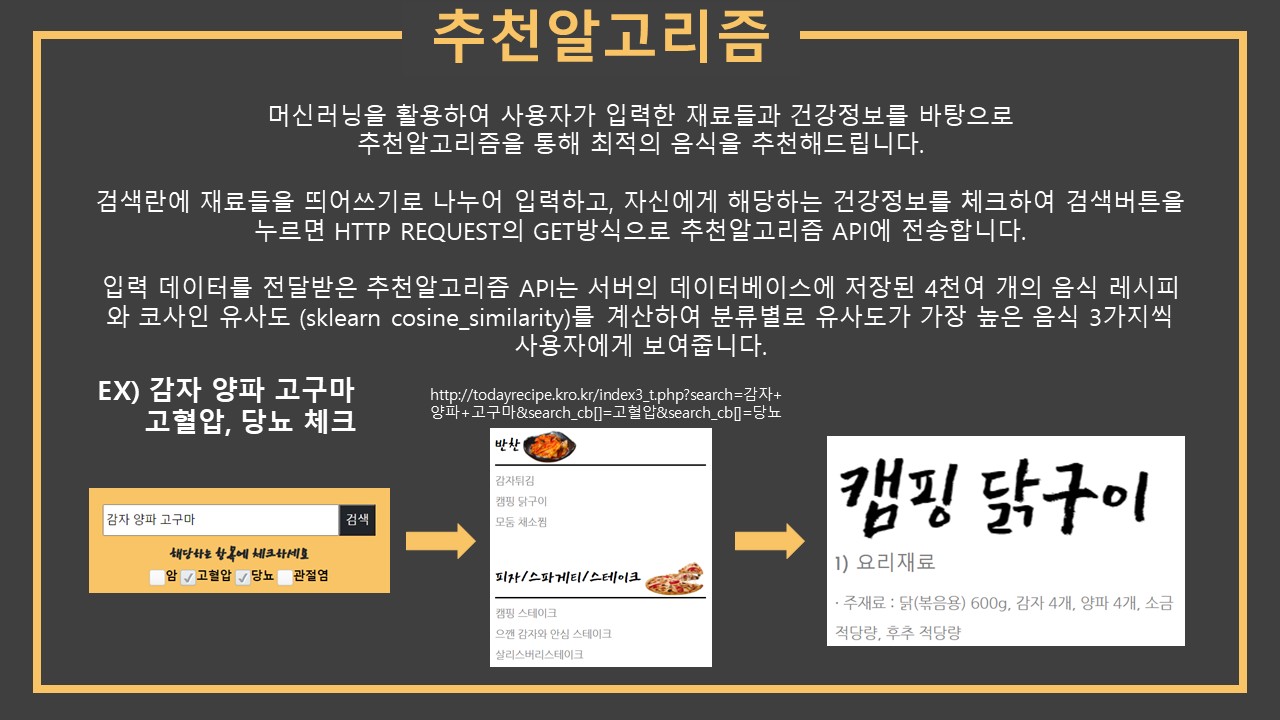 추천알고리즘
머신러닝을 활용하여 사용자가 입력한 재료들과 건강정보를 바탕으로
추천알고리즘을 통해 최적의 음식을 추천해드립니다.
검색란에 재료들을 띄어쓰기로 나누어 입력하고, 자신에게 해당하는 건강정보를 체크하여 검색버튼을
누르면 HTTP REQUEST의 GET방식으로 추천알고리즘 API에 전송합니다.
입력 데이터를 전달받은 추천알고리즘 API는 서버의 데이터베이스에 저장된 4천여 개의 음식 레시피
와 코사인 유사도 (sklearn cosine_similarity)를 계산하여 분류별로 유사도가 가장 높은 음식 3가지씩
사용자에게 보여줍니다.
EX) 감자 양파 고구마
고혈압, 당뇨 체크
감자 양파 고구마 검색
해당하는 항목에 체크하세요
암 고혈압 당뇨 관절염
http://todayrecipe.kro.kr/index3_t.php?search=감자+
양파+고구마&search_cb[]=고혈압&search_cb[]=당뇨
반찬
감자튀김
캠핑 닭구이
모둠 채소찜
피자/스파게티/스테이크
캠핑 스테이크
으깬 감자와 안심 스테이크
살리스버리스테이크
캠핑 닭구이
1) 요리재료
· 주재료 : 닭(볶음용) 600g, 감자 4개, 양파 4개, 소금
적당량, 후추 적당량